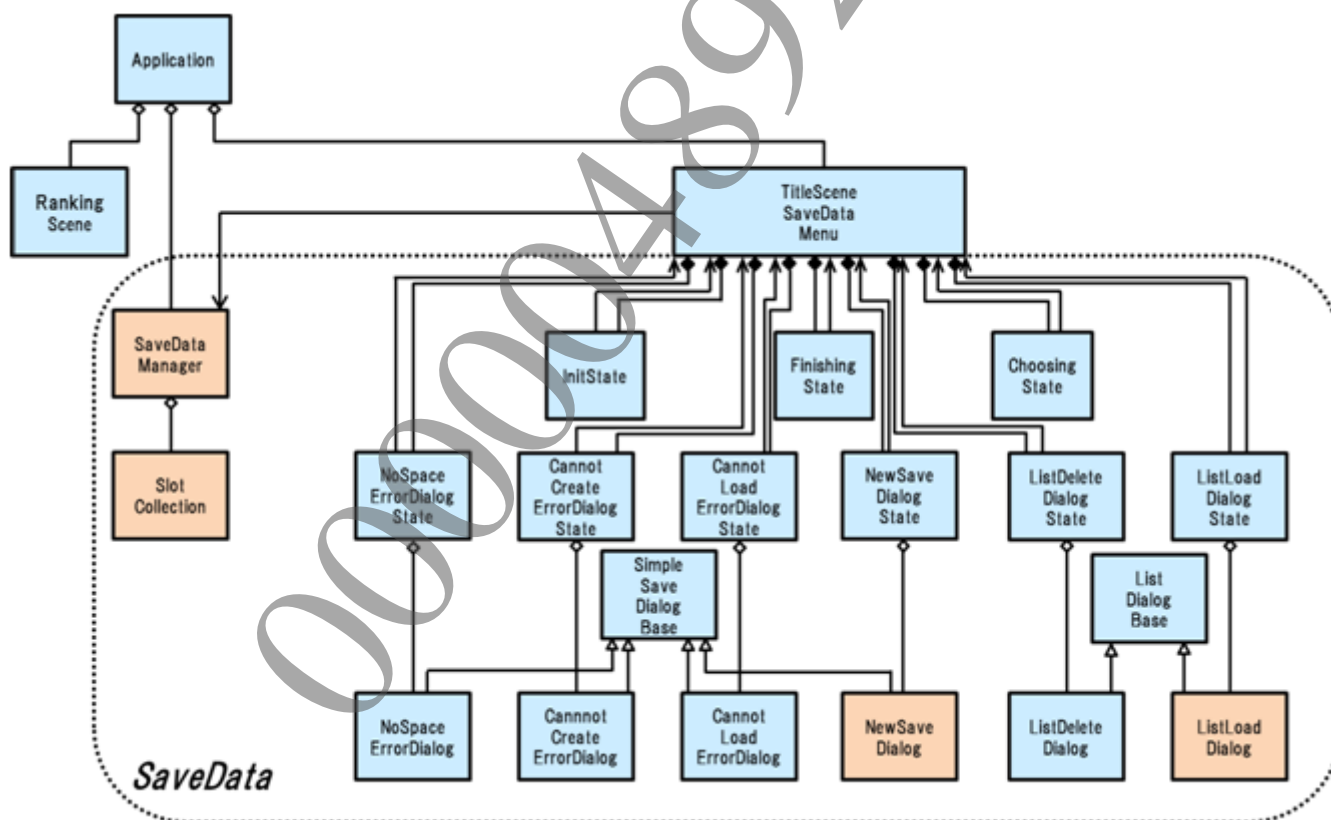 Application
Ranking
Scene
TitleScene
SaveData
Menu
SaveData
Manager
InitState
Finishing
State
Choosing
State
Slot
Collection
NoSpace
ErrorDialog
State
Cannot
Create
ErrorDialog
State
Cannot
Load
ErrorDialog
State
NewSave
Dialog
State
ListDelete
Dialog
State
ListLoad
Dialog
State
Simple
Save
Dialog
Base
List
Dialog
Base
NoSpace
ErrorDialog
Cannnot
Create
ErrorDialog
Cannot
Load
ErrorDialog
NewSave
Dialog
ListDelete
Dialog
ListLoad
Dialog
SaveData